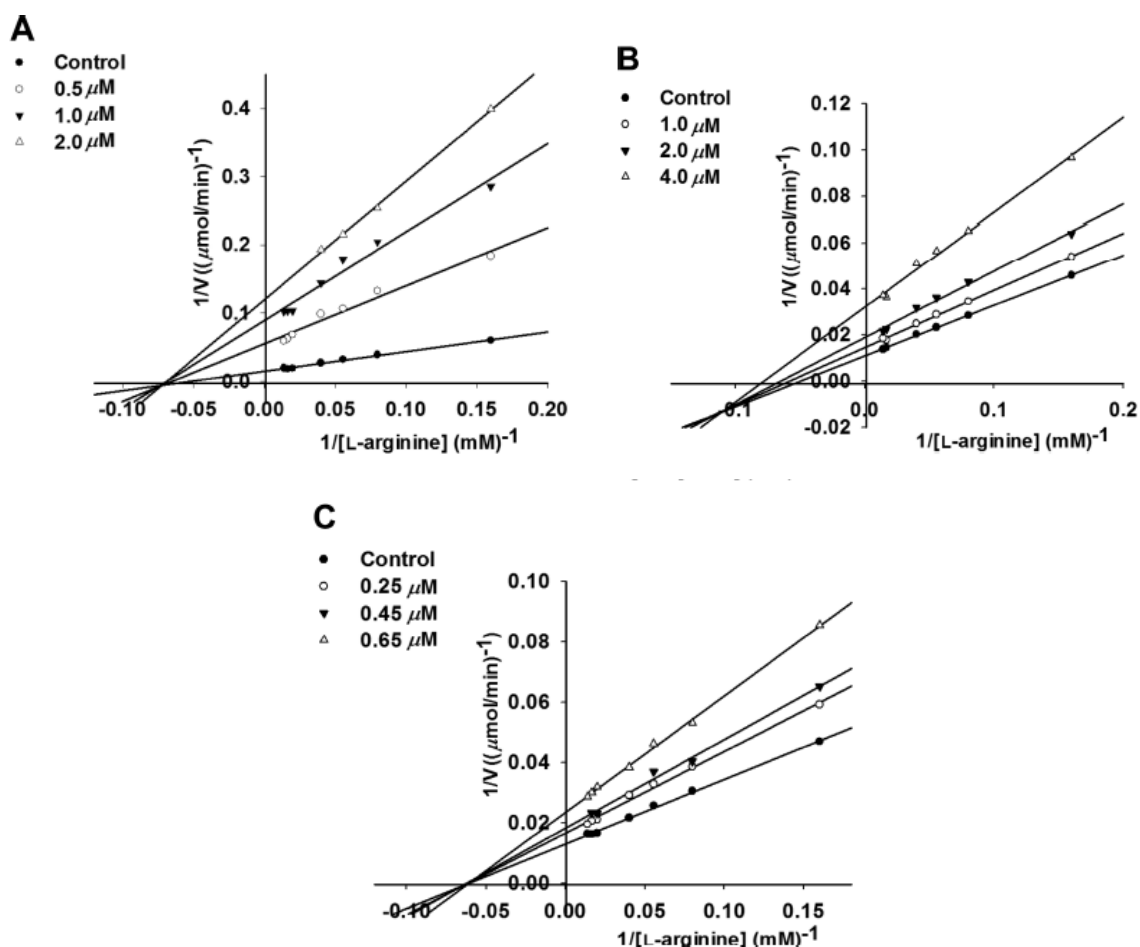 A
Control
0.5 μM
1.0 μM
2.0 μM
1/V ((μmol/min)-1
0.4
0.3
0.2
0.1
0.0
-0.10
-0.05
0.00
0.05
0.10
0.15
0.20
1/[L-arginine] (mM)-1
B
Control
1.0 μM
2.0 μM
4.0 μM
1/V ((μmol/min)-1
0.12
0.10
0.08
0.06
0.04
0.02
0.00
-0.02
0.1
0.0
0.1
0.2
1/[L-arginine] (mM)-1
C
Control
0.25 μM
0.45 μM
0.65 μM
1/V ((μmol/min)-1
0.10
0.08
0.06
0.04
0.02
0.00
-0.10
-0.05
0.00
0.05
0.10
0.15
1/[L-arginine] (mM)-1